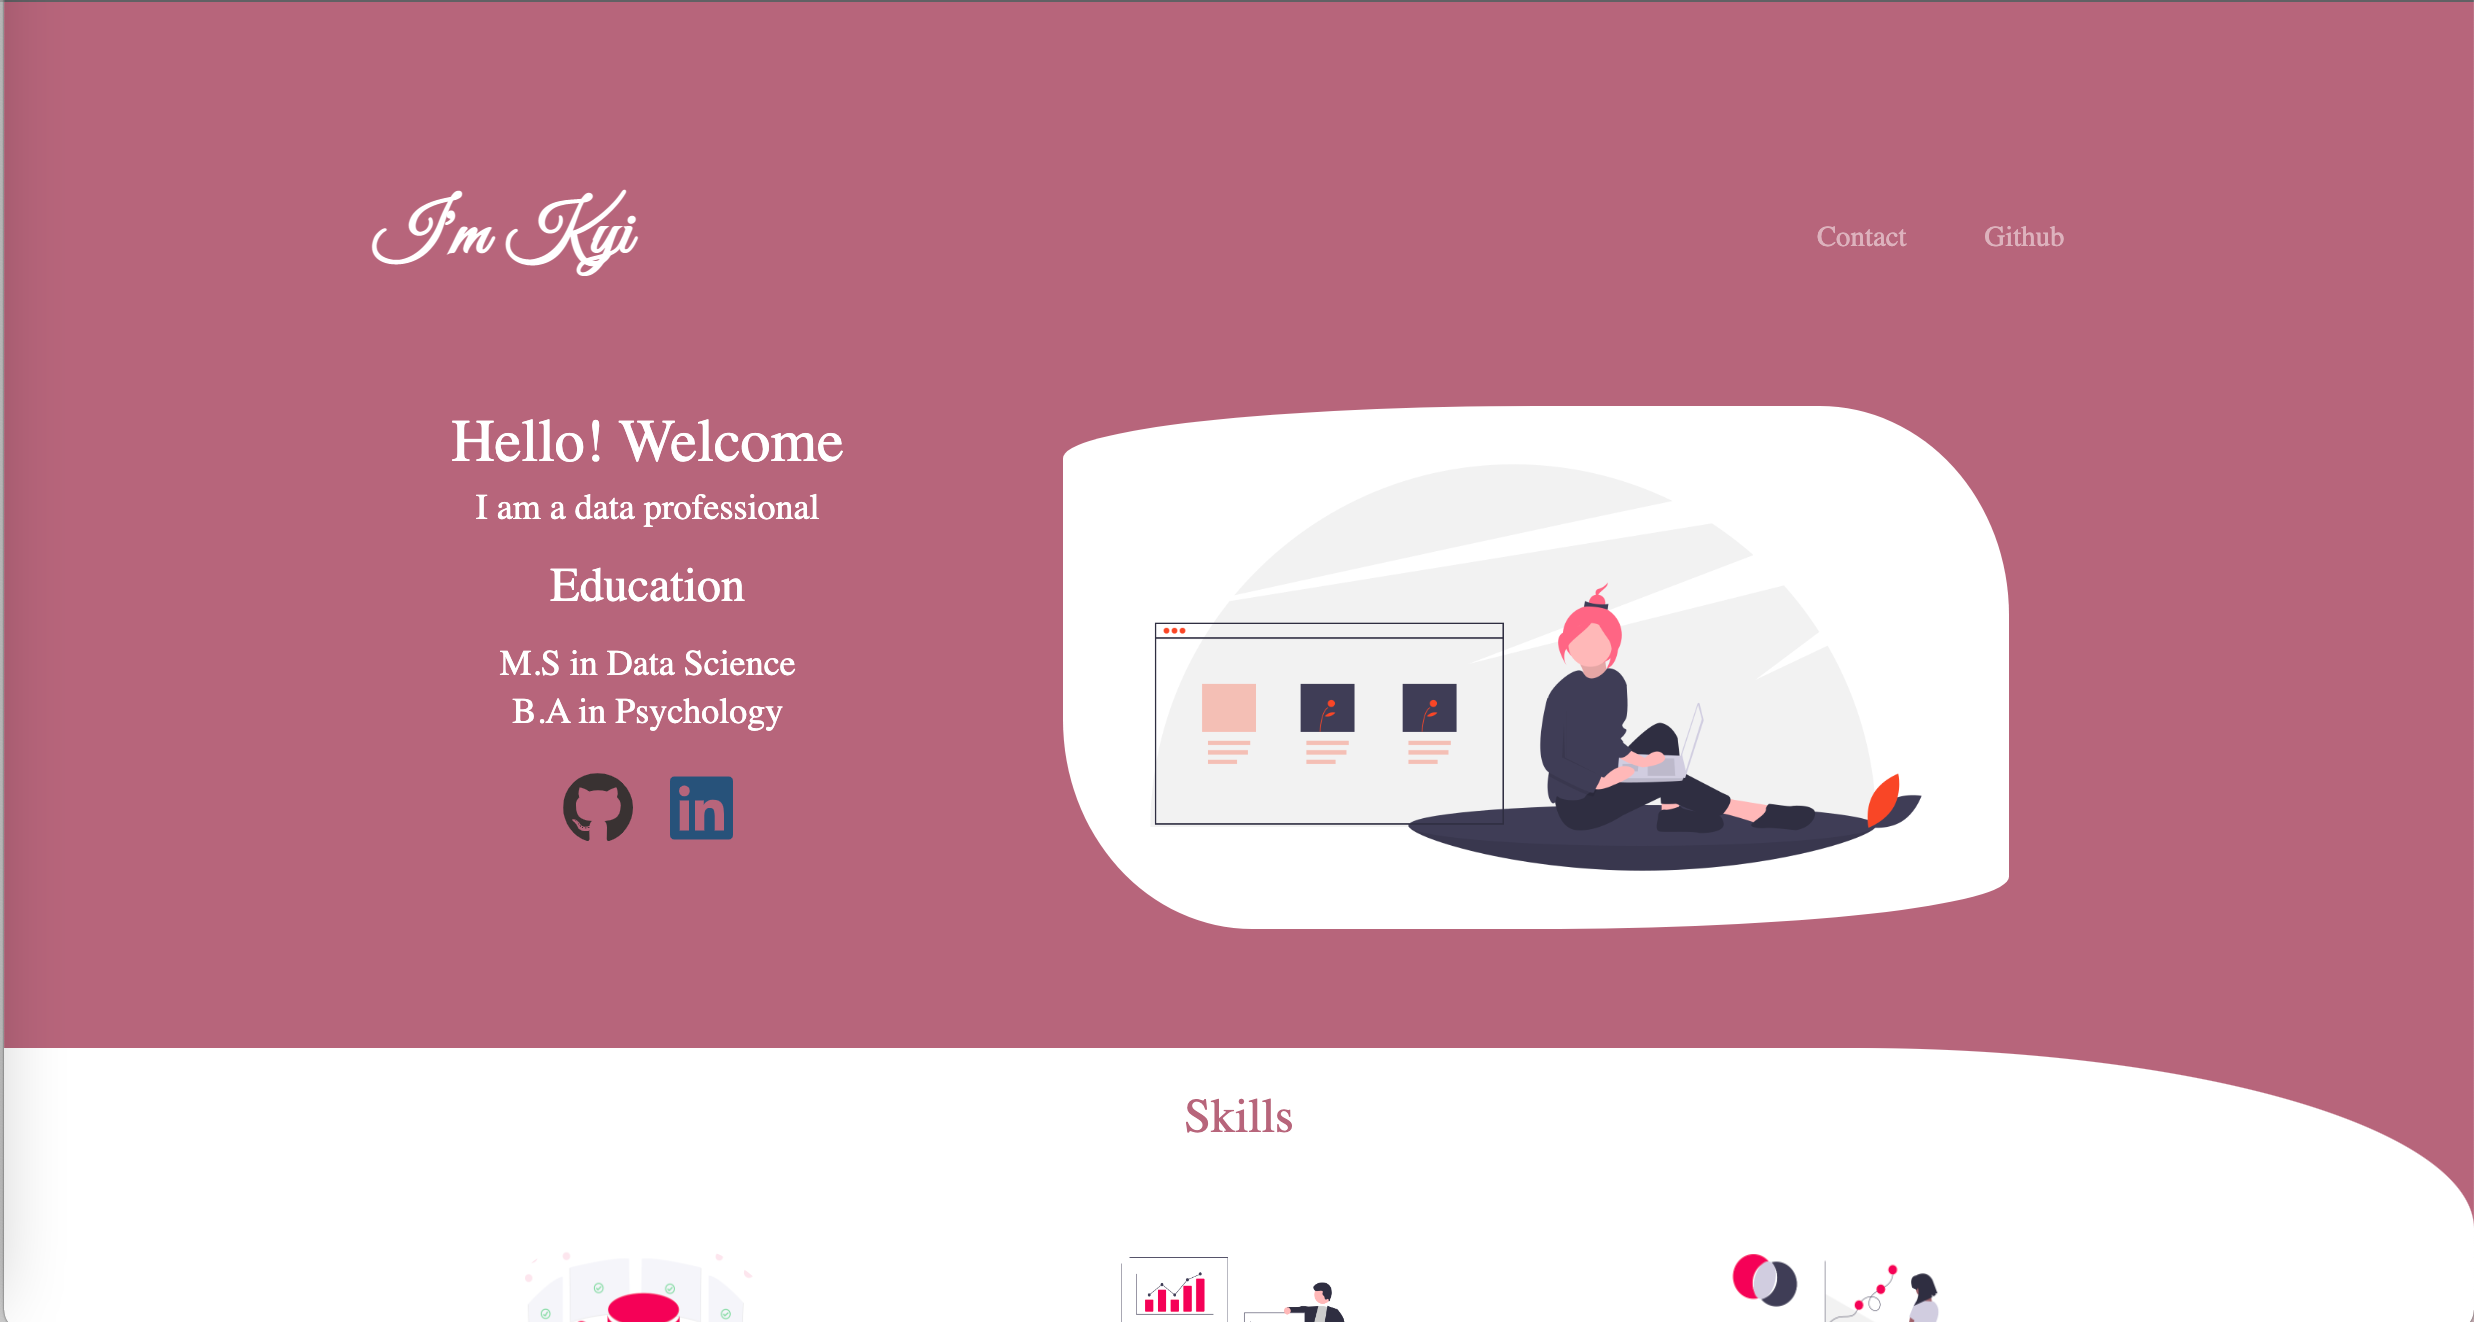 I'm Kyi
Contact
Github
Hello! Welcome
I am a data professional
Education
M.S in Data Science
B.A in Psychology
in
Skills